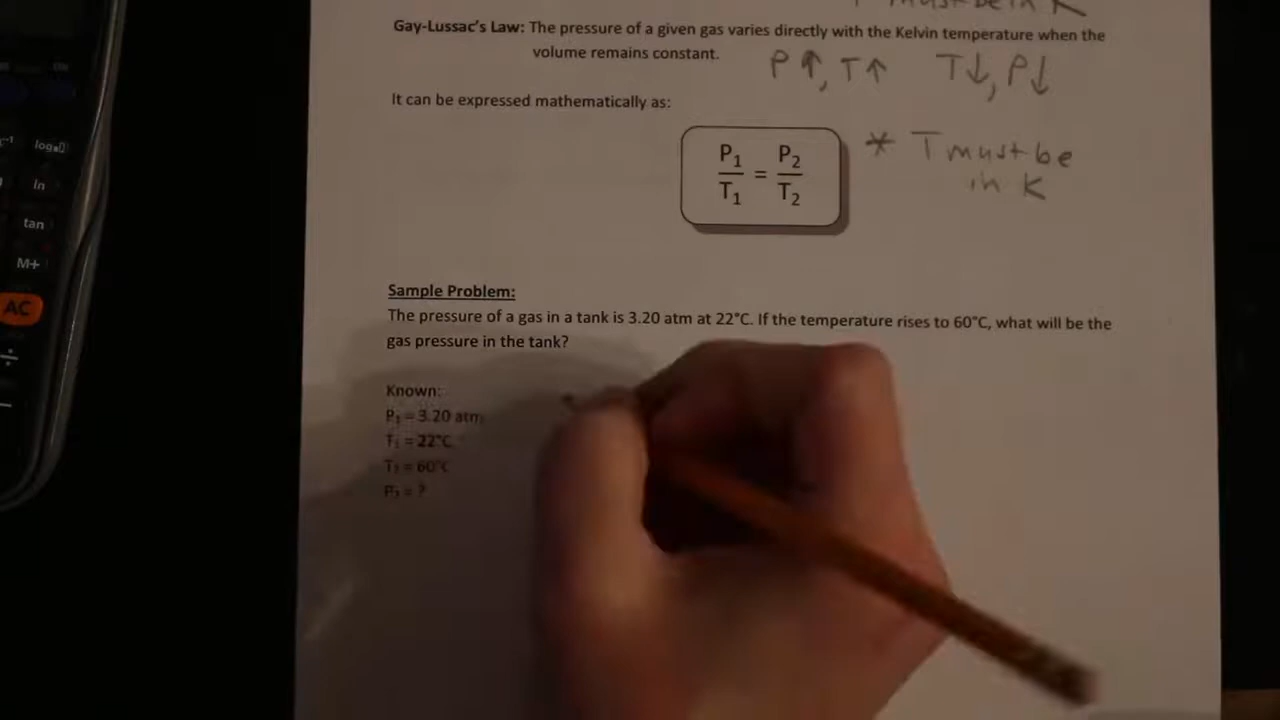 must be in K
Gay-Lussac's Law: The pressure of a given gas varies directly with the Kelvin temperature when the
volume remains constant.
P↑, T↑ T↓, P↓
It can be expressed mathematically as:
P₁/T₁ = P₂/T₂
* T must be
in K
Sample Problem:
The pressure of a gas in a tank is 3.20 atm at 22°C. If the temperature rises to 60°C, what will be the
gas pressure in the tank?
Known:
P₁ = 3.20 atm
T₁ = 22°C
T₂ = 60°C
P₂ = ?
log
ln
tan
M+
AC
÷